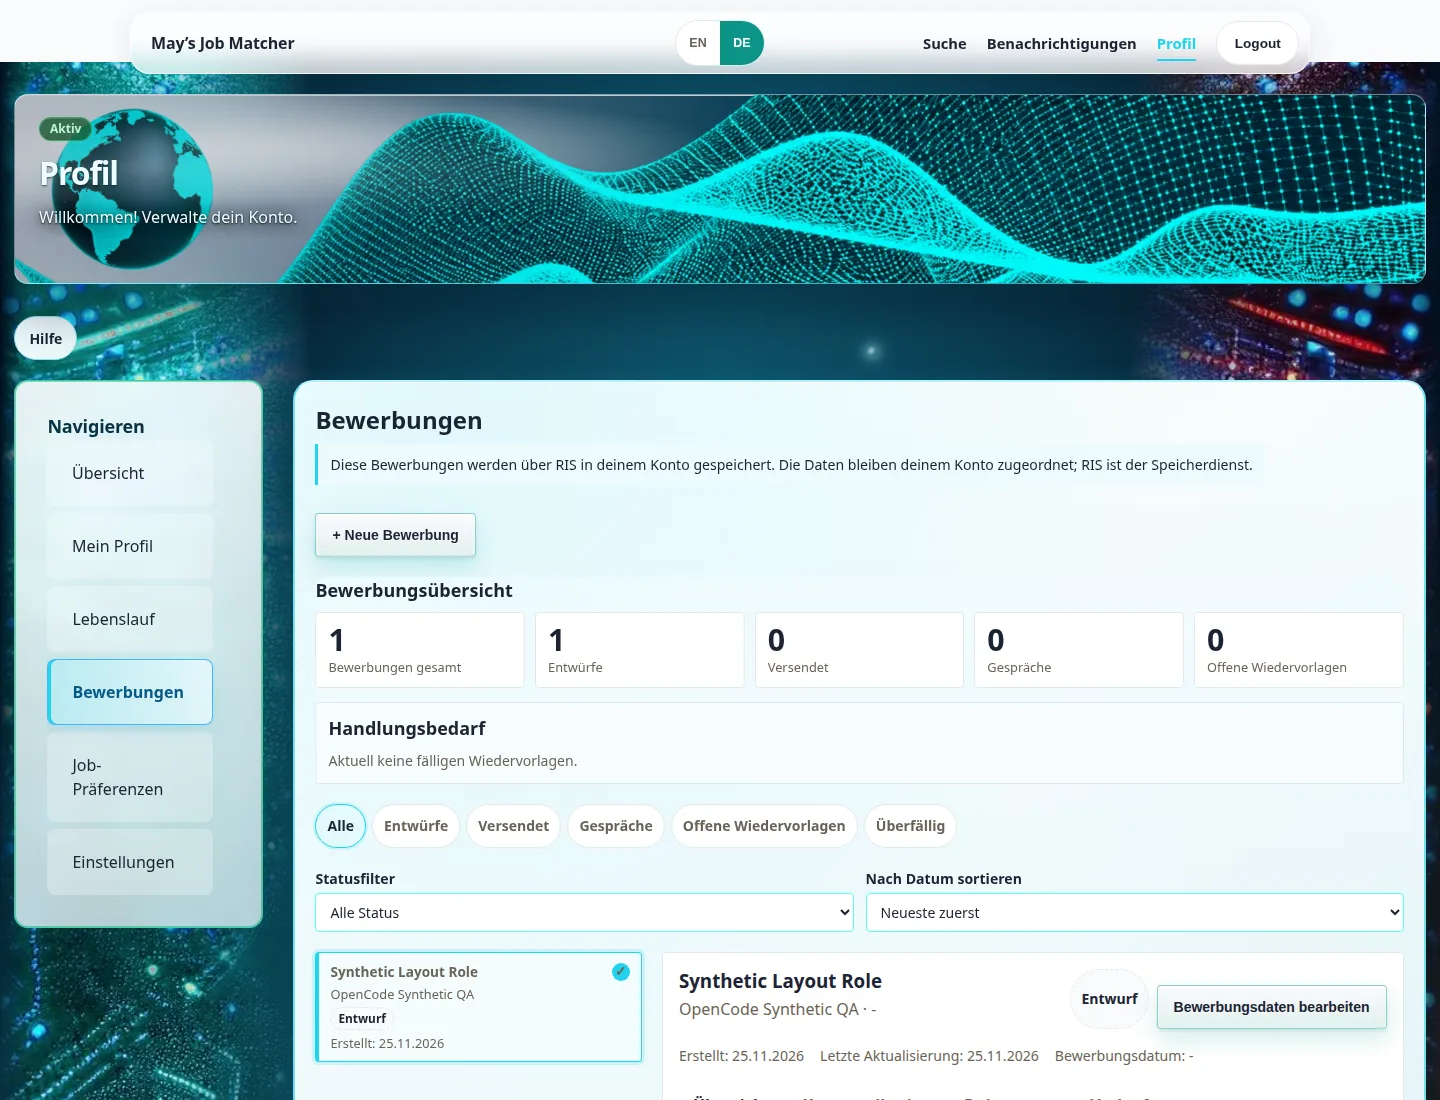 May's Job Matcher
EN DE
Suche Benachrichtigungen Profil Logout
Aktiv
Profil
Willkommen! Verwalte dein Konto.
Hilfe
Navigieren
Übersicht
Mein Profil
Lebenslauf
Bewerbungen
Job-
Präferenzen
Einstellungen
Bewerbungen
Diese Bewerbungen werden über RIS in deinem Konto gespeichert. Die Daten bleiben deinem Konto zugeordnet; RIS ist der Speicherdienst.
+ Neue Bewerbung
Bewerbungsübersicht
1 1 0 0 0
Bewerbungen gesamt Entwürfe Versendet Gespräche Offene Wiedervorlagen
Handlungsbedarf
Aktuell keine fälligen Wiedervorlagen.
Alle Entwürfe Versendet Gespräche Offene Wiedervorlagen Überfällig
Statusfilter Nach Datum sortieren
Alle Status Neueste zuerst
Synthetic Layout Role
OpenCode Synthetic QA
Entwurf
Erstellt: 25.11.2026
Synthetic Layout Role
OpenCode Synthetic QA · -
Entwurf Bewerbungsdaten bearbeiten
Erstellt: 25.11.2026 Letzte Aktualisierung: 25.11.2026 Bewerbungsdatum: -